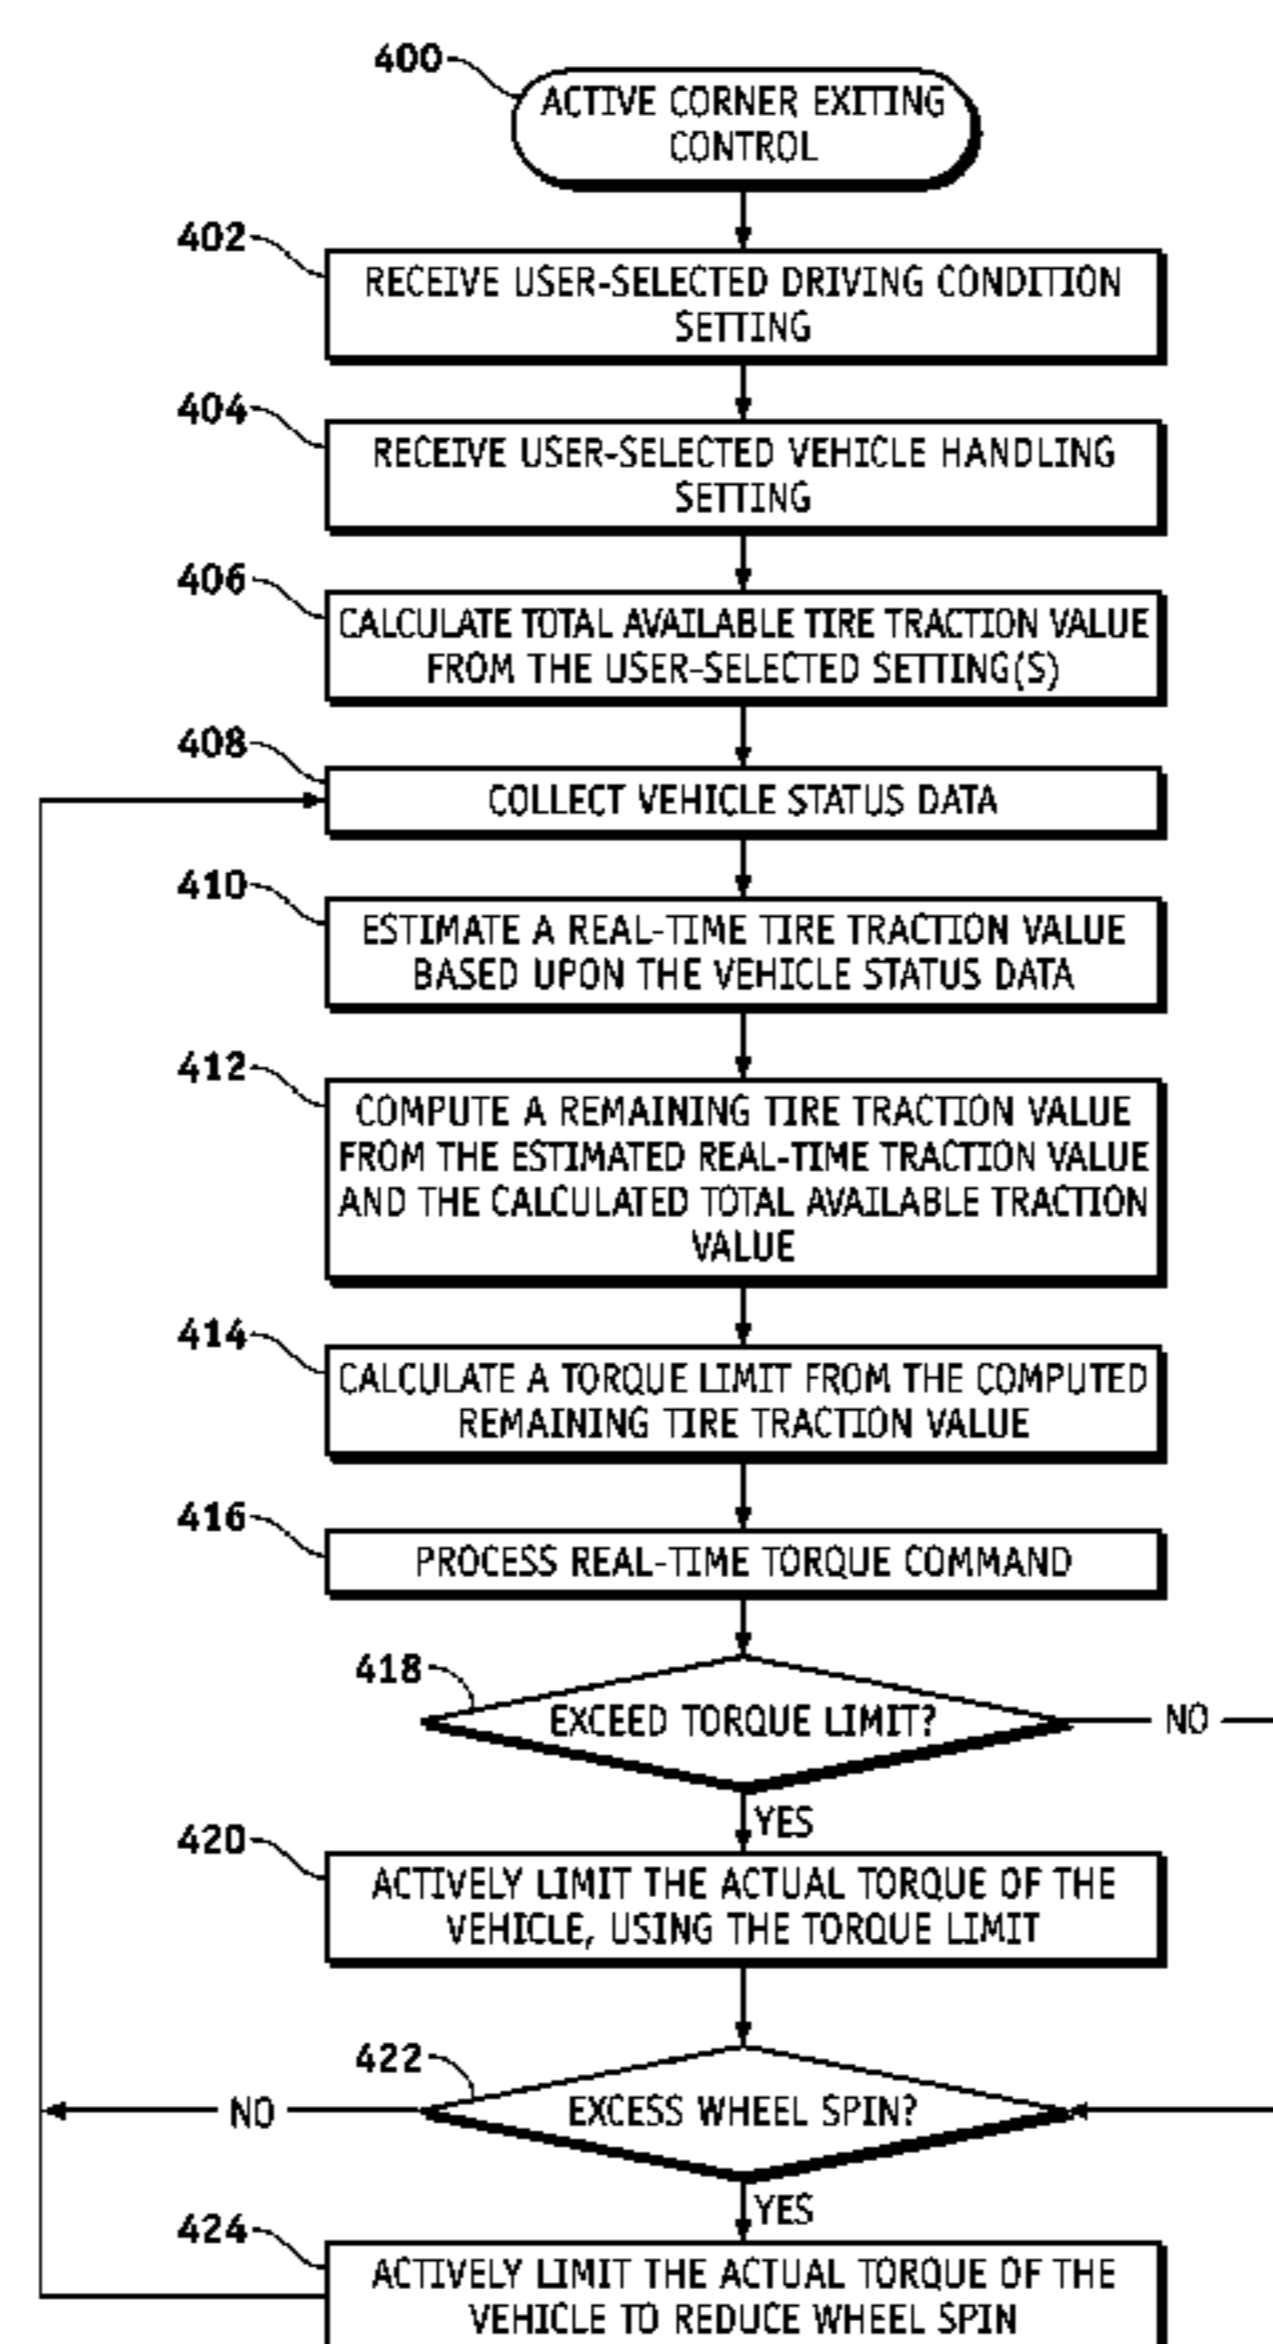 400
ACTIVE CORNER EXITING
CONTROL
402
RECEIVE USER-SELECTED DRIVING CONDITION
SETTING
404
RECEIVE USER-SELECTED VEHICLE HANDLING
SETTING
406
CALCULATE TOTAL AVAILABLE TIRE TRACTION VALUE
FROM THE USER-SELECTED SETTING(S)
408
COLLECT VEHICLE STATUS DATA
410
ESTIMATE A REAL-TIME TIRE TRACTION VALUE
BASED UPON THE VEHICLE STATUS DATA
412
COMPUTE A REMAINING TIRE TRACTION VALUE
FROM THE ESTIMATED REAL-TIME TRACTION VALUE
AND THE CALCULATED TOTAL AVAILABLE TRACTION
VALUE
414
CALCULATE A TORQUE LIMIT FROM THE COMPUTED
REMAINING TIRE TRACTION VALUE
416
PROCESS REAL-TIME TORQUE COMMAND
418
EXCEED TORQUE LIMIT?
NO
YES
420
ACTIVELY LIMIT THE ACTUAL TORQUE OF THE
VEHICLE, USING THE TORQUE LIMIT
422
EXCESS WHEEL SPIN?
NO
YES
424
ACTIVELY LIMIT THE ACTUAL TORQUE OF THE
VEHICLE TO REDUCE WHEEL SPIN